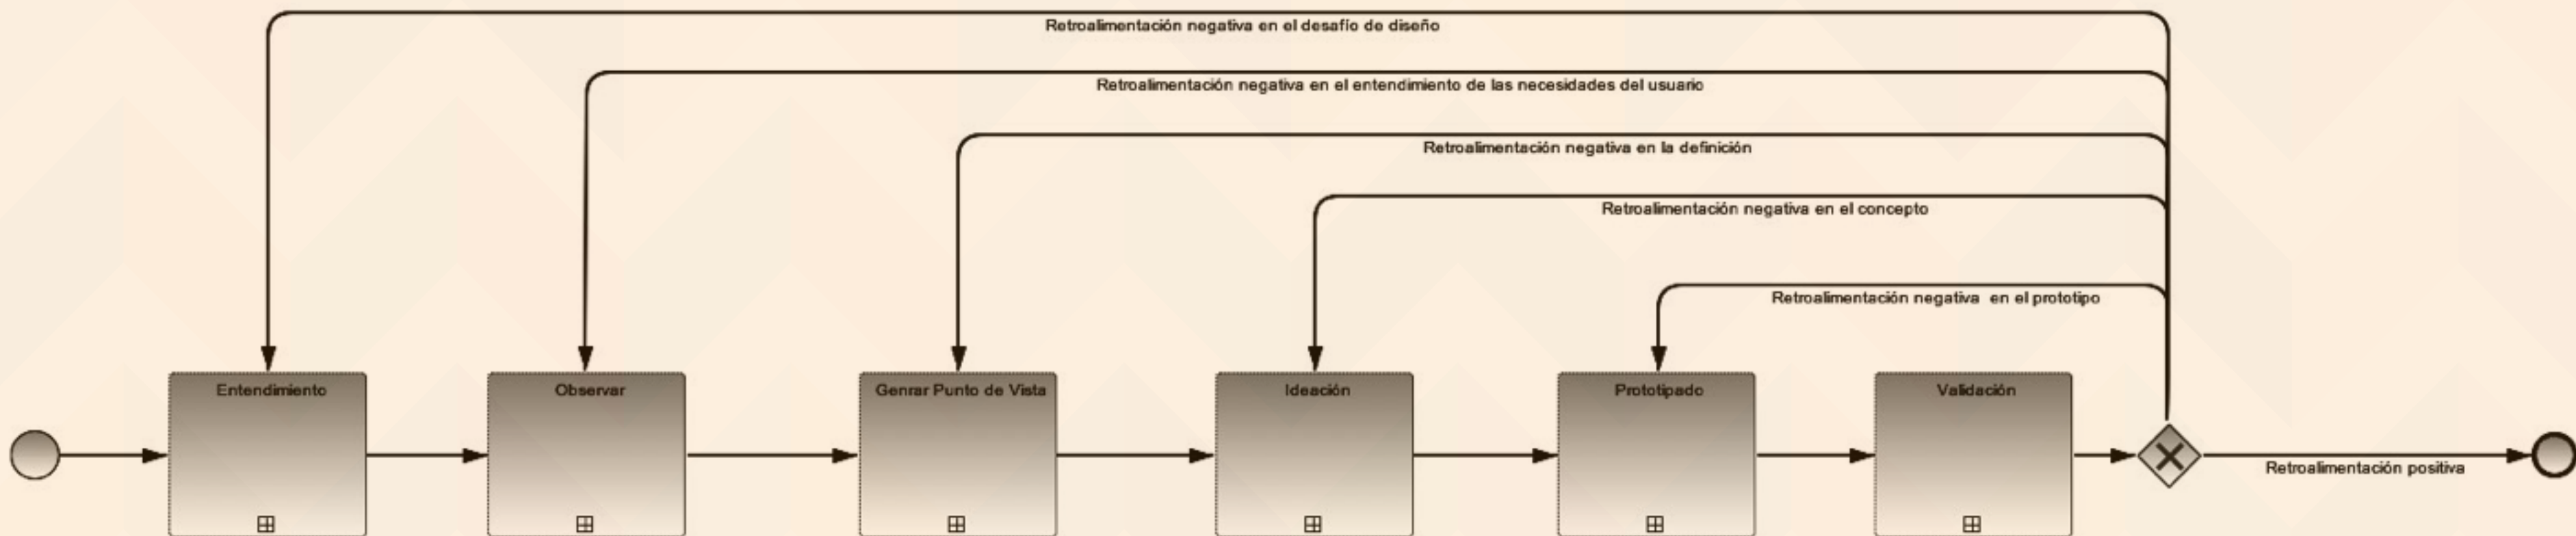 Retroalimentación negativa en el desafío de diseño
Retroalimentación negativa en el entendimiento de las necesidades del usuario
Retroalimentación negativa en la definición
Retroalimentación negativa en el concepto
Retroalimentación negativa en el prototipo
Entendimiento
Observar
Genrar Punto de Vista
Ideación
Prototipado
Validación
Retroalimentación positiva